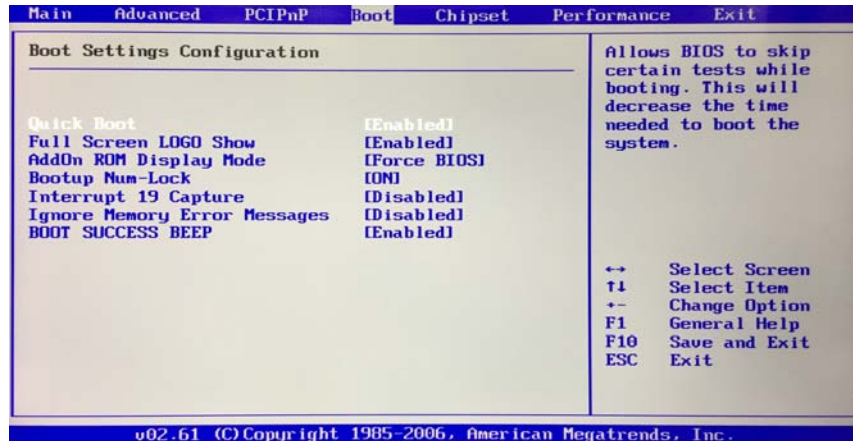 Main Advanced PCIPnP Boot Chipset Performance Exit
Boot Settings Configuration
Quick Boot [Enabled]
Full Screen LOGO Show [Enabled]
AddOn ROM Display Mode [Force BIOS]
Bootup Num-Lock [ON]
Interrupt 19 Capture [Disabled]
Ignore Memory Error Messages [Disabled]
BOOT SUCCESS BEEP [Enabled]
Allows BIOS to skip
certain tests while
booting. This will
decrease the time
needed to boot the
system.
↔ Select Screen
↑↓ Select Item
+- Change Option
F1 General Help
F10 Save and Exit
ESC Exit
v02.61 (C)Copyright 1985-2006, American Megatrends, Inc.